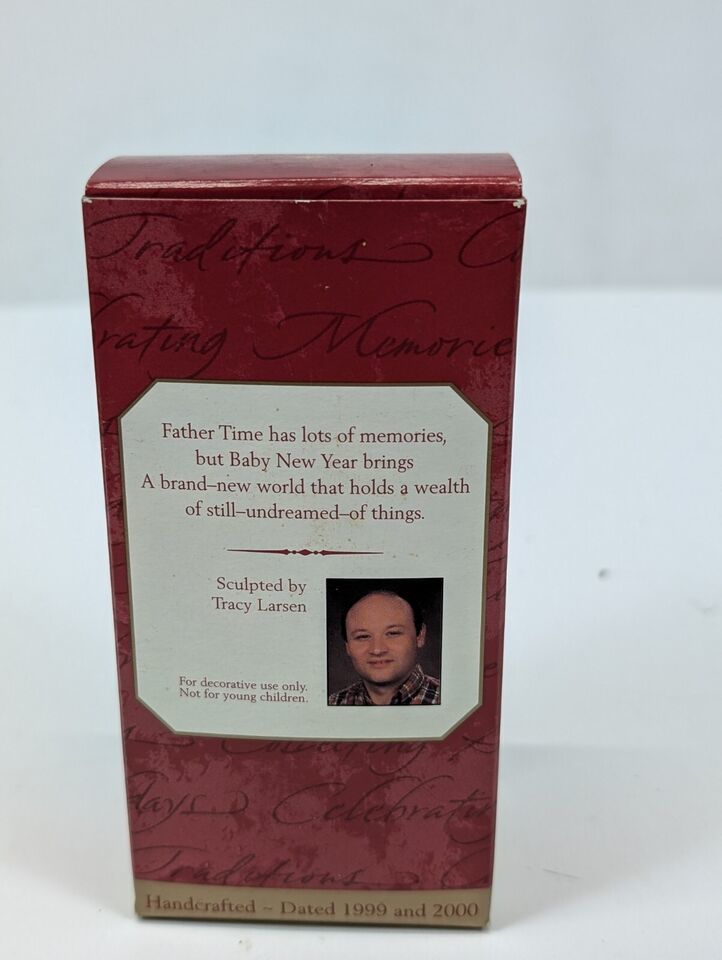 Traditions
rating Memorie
Father Time has lots of memories,
but Baby New Year brings
A brand–new world that holds a wealth
of still–undreamed–of things.
Sculpted by
Tracy Larsen
For decorative use only.
Not for young children.
days Celebratin
Traditions
Handcrafted ~ Dated 1999 and 2000